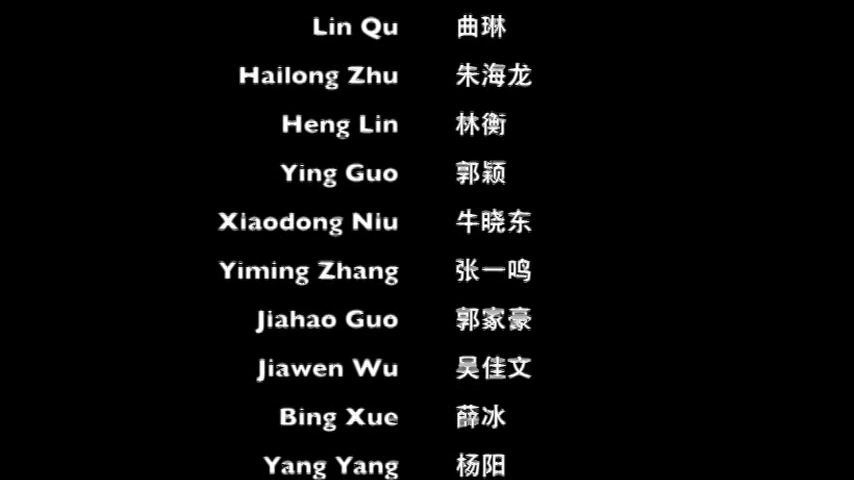 Lin Qu 曲琳
Hailong Zhu 朱海龙
Heng Lin 林衡
Ying Guo 郭颖
Xiaodong Niu 牛晓东
Yiming Zhang 张一鸣
Jiahao Guo 郭家豪
Jiawen Wu 吴佳文
Bing Xue 薛冰
Yang Yang 杨阳